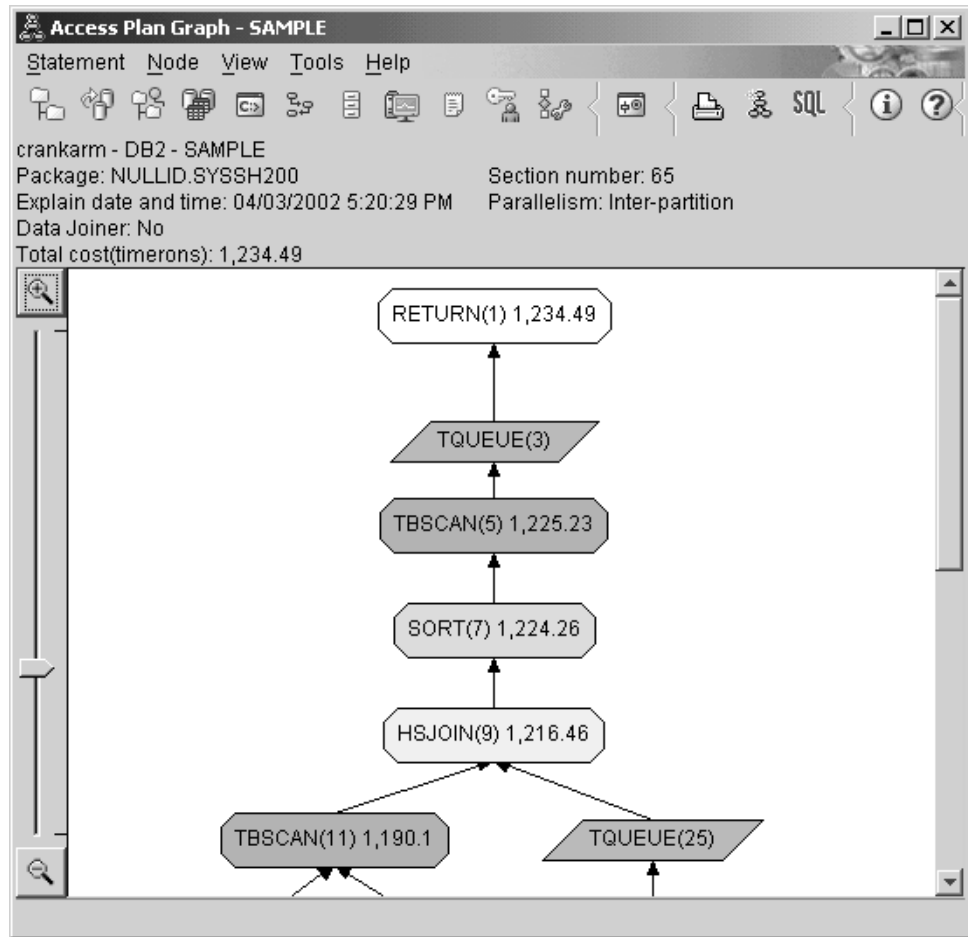 Access Plan Graph - SAMPLE
Statement Node View Tools Help
C:> SQL i ?
crankarm - DB2 - SAMPLE
Package: NULLID.SYSSH200 Section number: 65
Explain date and time: 04/03/2002 5:20:29 PM Parallelism: Inter-partition
Data Joiner: No
Total cost(timerons): 1,234.49
RETURN(1) 1,234.49
TQUEUE(3)
TBSCAN(5) 1,225.23
SORT(7) 1,224.26
HSJOIN(9) 1,216.46
TBSCAN(11) 1,190.1 TQUEUE(25)